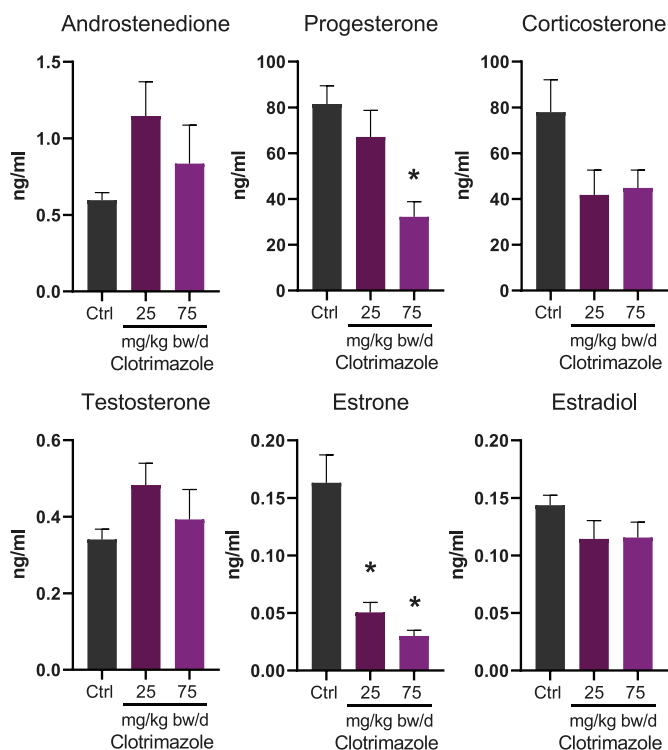 Androstenedione
ng/ml
1.5
1.0
0.5
0.0
Ctrl 25 75
mg/kg bw/d
Clotrimazole
Progesterone
ng/ml
100
80
60
40
20
0
*
Ctrl 25 75
mg/kg bw/d
Clotrimazole
Corticosterone
ng/ml
100
80
60
40
20
0
Ctrl 25 75
mg/kg bw/d
Clotrimazole
Testosterone
ng/ml
0.6
0.4
0.2
0.0
Ctrl 25 75
mg/kg bw/d
Clotrimazole
Estrone
ng/ml
0.20
0.15
0.10
0.05
0.00
* *
Ctrl 25 75
mg/kg bw/d
Clotrimazole
Estradiol
ng/ml
0.20
0.15
0.10
0.05
0.00
Ctrl 25 75
mg/kg bw/d
Clotrimazole